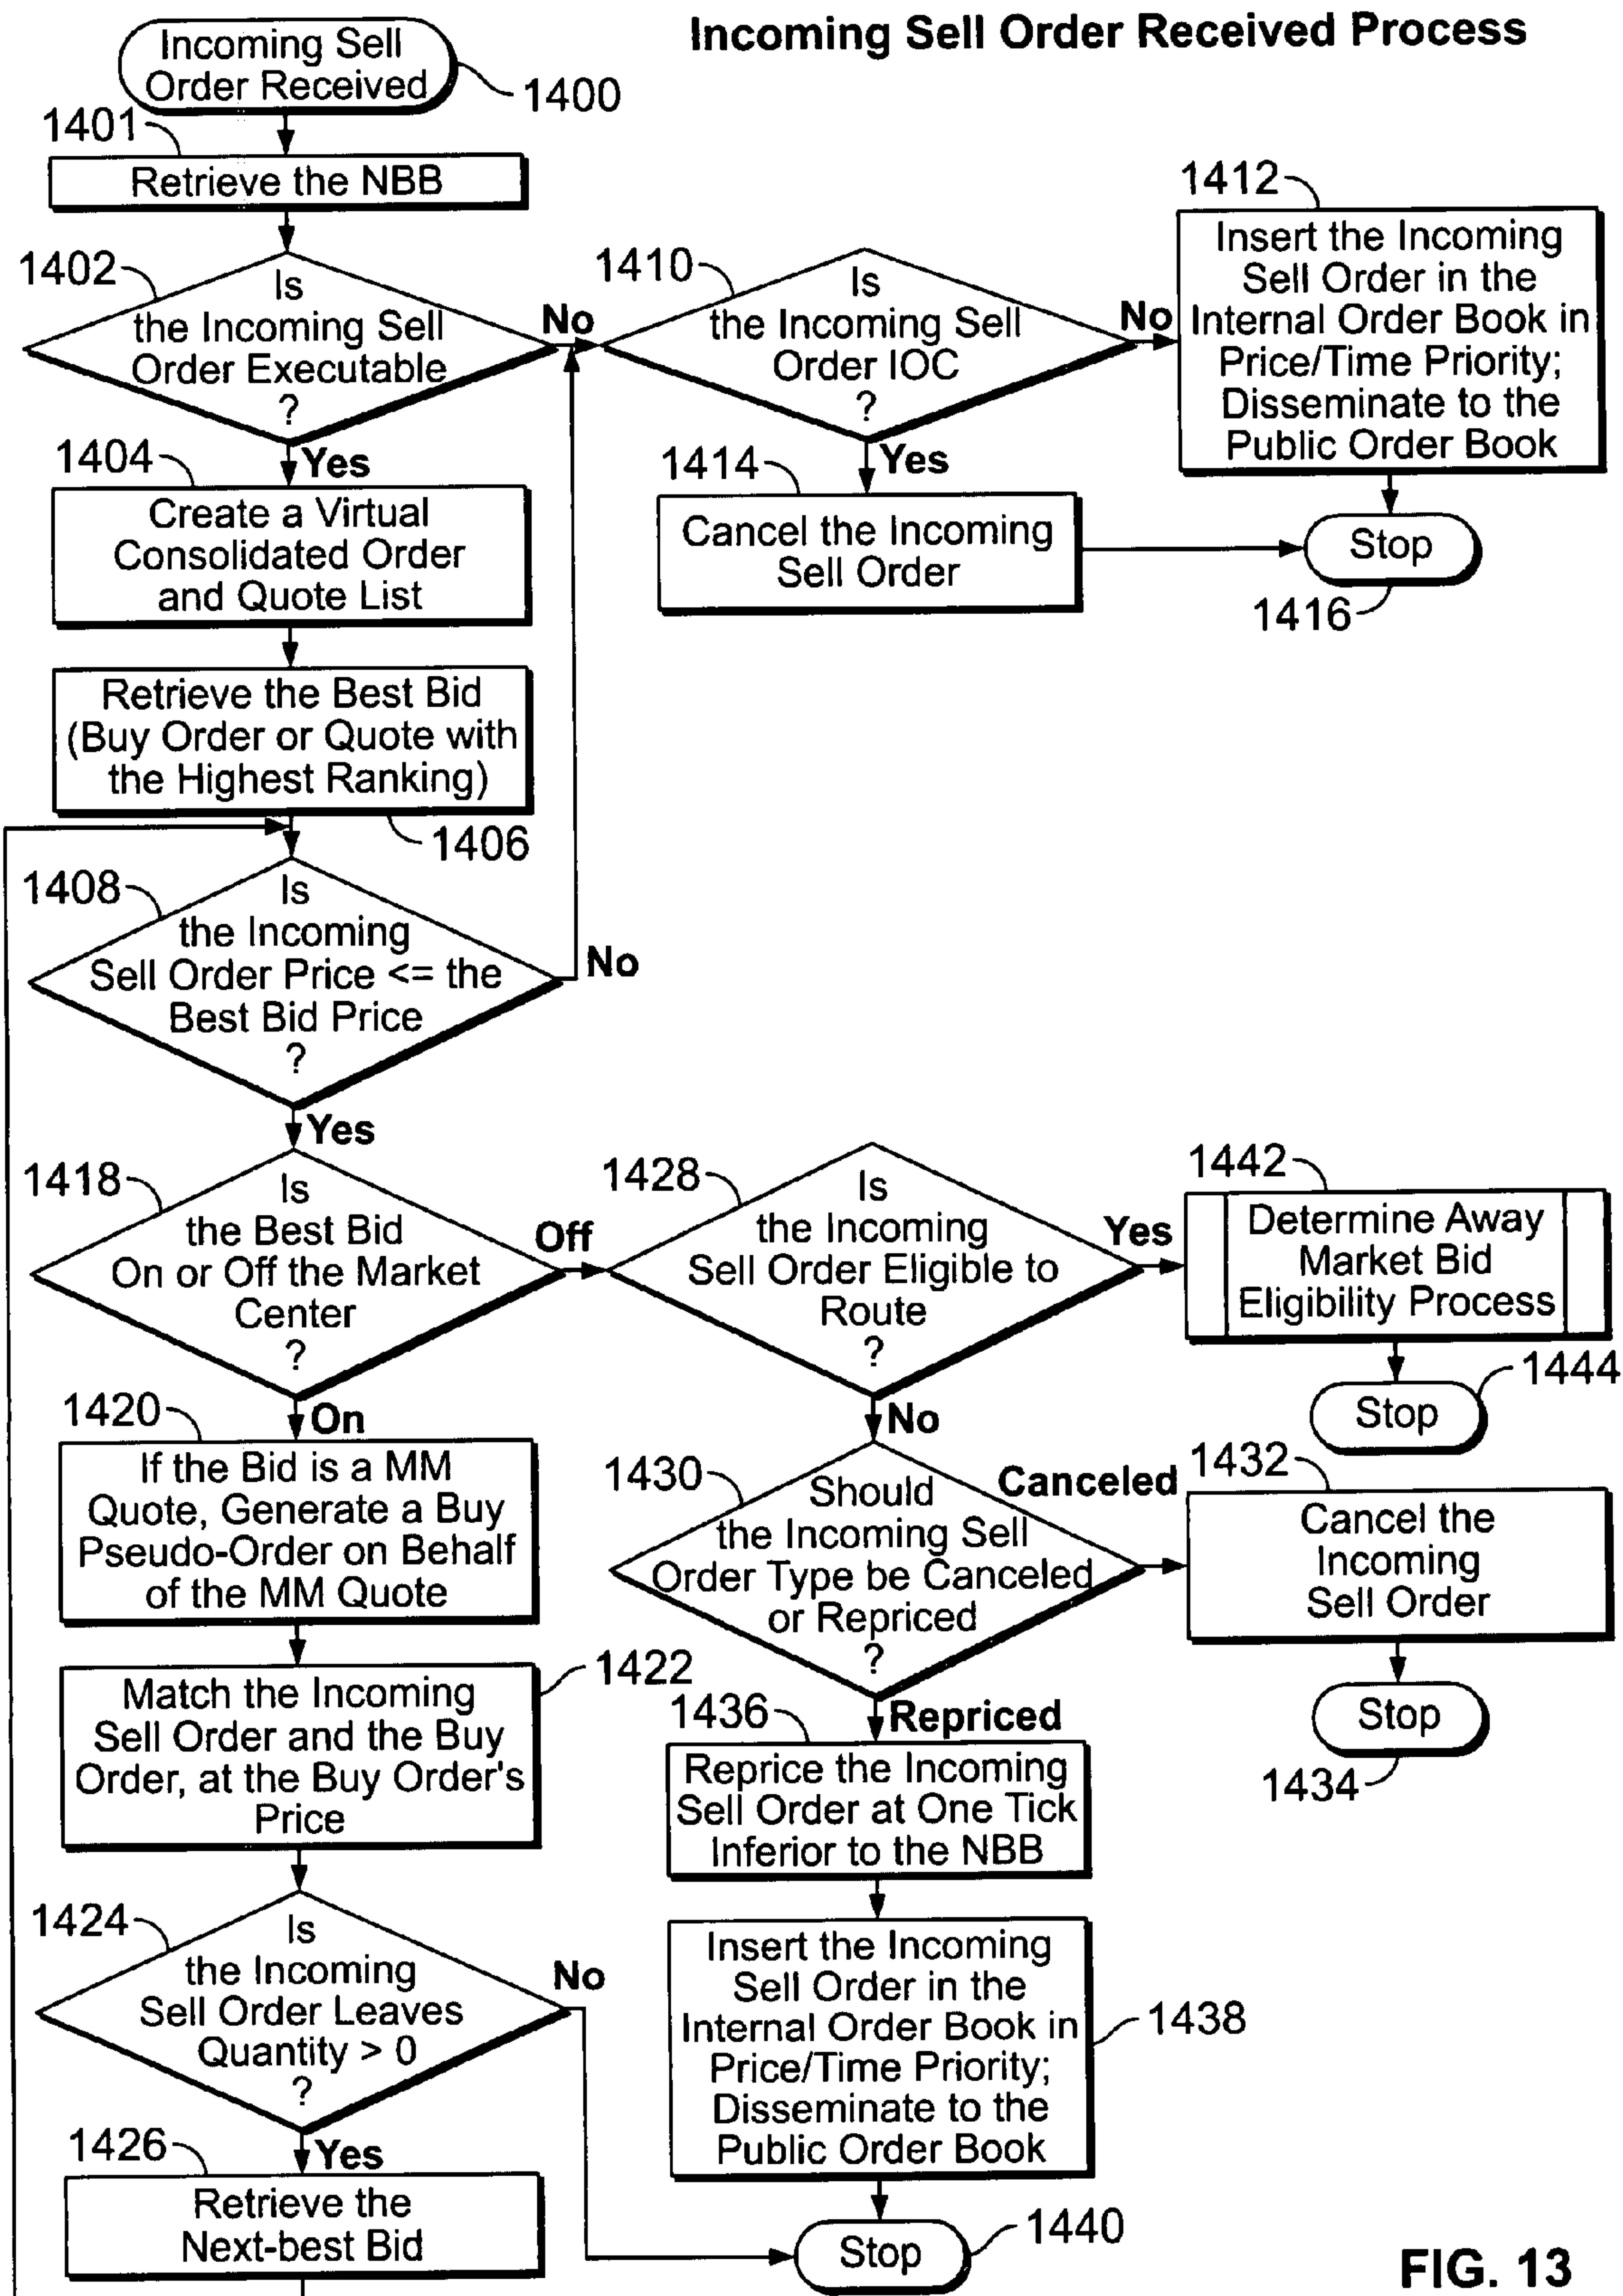 Incoming Sell Order Received Process
Incoming Sell
Order Received
1400
1401
Retrieve the NBB
1402
Is
the Incoming Sell
Order Executable
?
No
Yes
1410
Is
the Incoming Sell
Order IOC
?
No
Yes
1412
Insert the Incoming
Sell Order in the
Internal Order Book in
Price/Time Priority;
Disseminate to the
Public Order Book
1414
Cancel the Incoming
Sell Order
Stop
1416
1404
Create a Virtual
Consolidated Order
and Quote List
Retrieve the Best Bid
(Buy Order or Quote with
the Highest Ranking)
1406
1408
Is
the Incoming
Sell Order Price <= the
Best Bid Price
?
No
Yes
1418
Is
the Best Bid
On or Off the Market
Center
?
Off
On
1428
Is
the Incoming
Sell Order Eligible to
Route
?
Yes
No
1442
Determine Away
Market Bid
Eligibility Process
1444
Stop
1420
If the Bid is a MM
Quote, Generate a Buy
Pseudo-Order on Behalf
of the MM Quote
1430
Should
the Incoming Sell
Order Type be Canceled
or Repriced
?
Canceled
Repriced
1432
Cancel the
Incoming
Sell Order
Stop
1434
1422
Match the Incoming
Sell Order and the Buy
Order, at the Buy Order's
Price
1436
Reprice the Incoming
Sell Order at One Tick
Inferior to the NBB
1424
Is
the Incoming
Sell Order Leaves
Quantity > 0
?
No
Yes
Insert the Incoming
Sell Order in the
Internal Order Book in
Price/Time Priority;
Disseminate to the
Public Order Book
1438
1426
Retrieve the
Next-best Bid
Stop
1440
FIG. 13